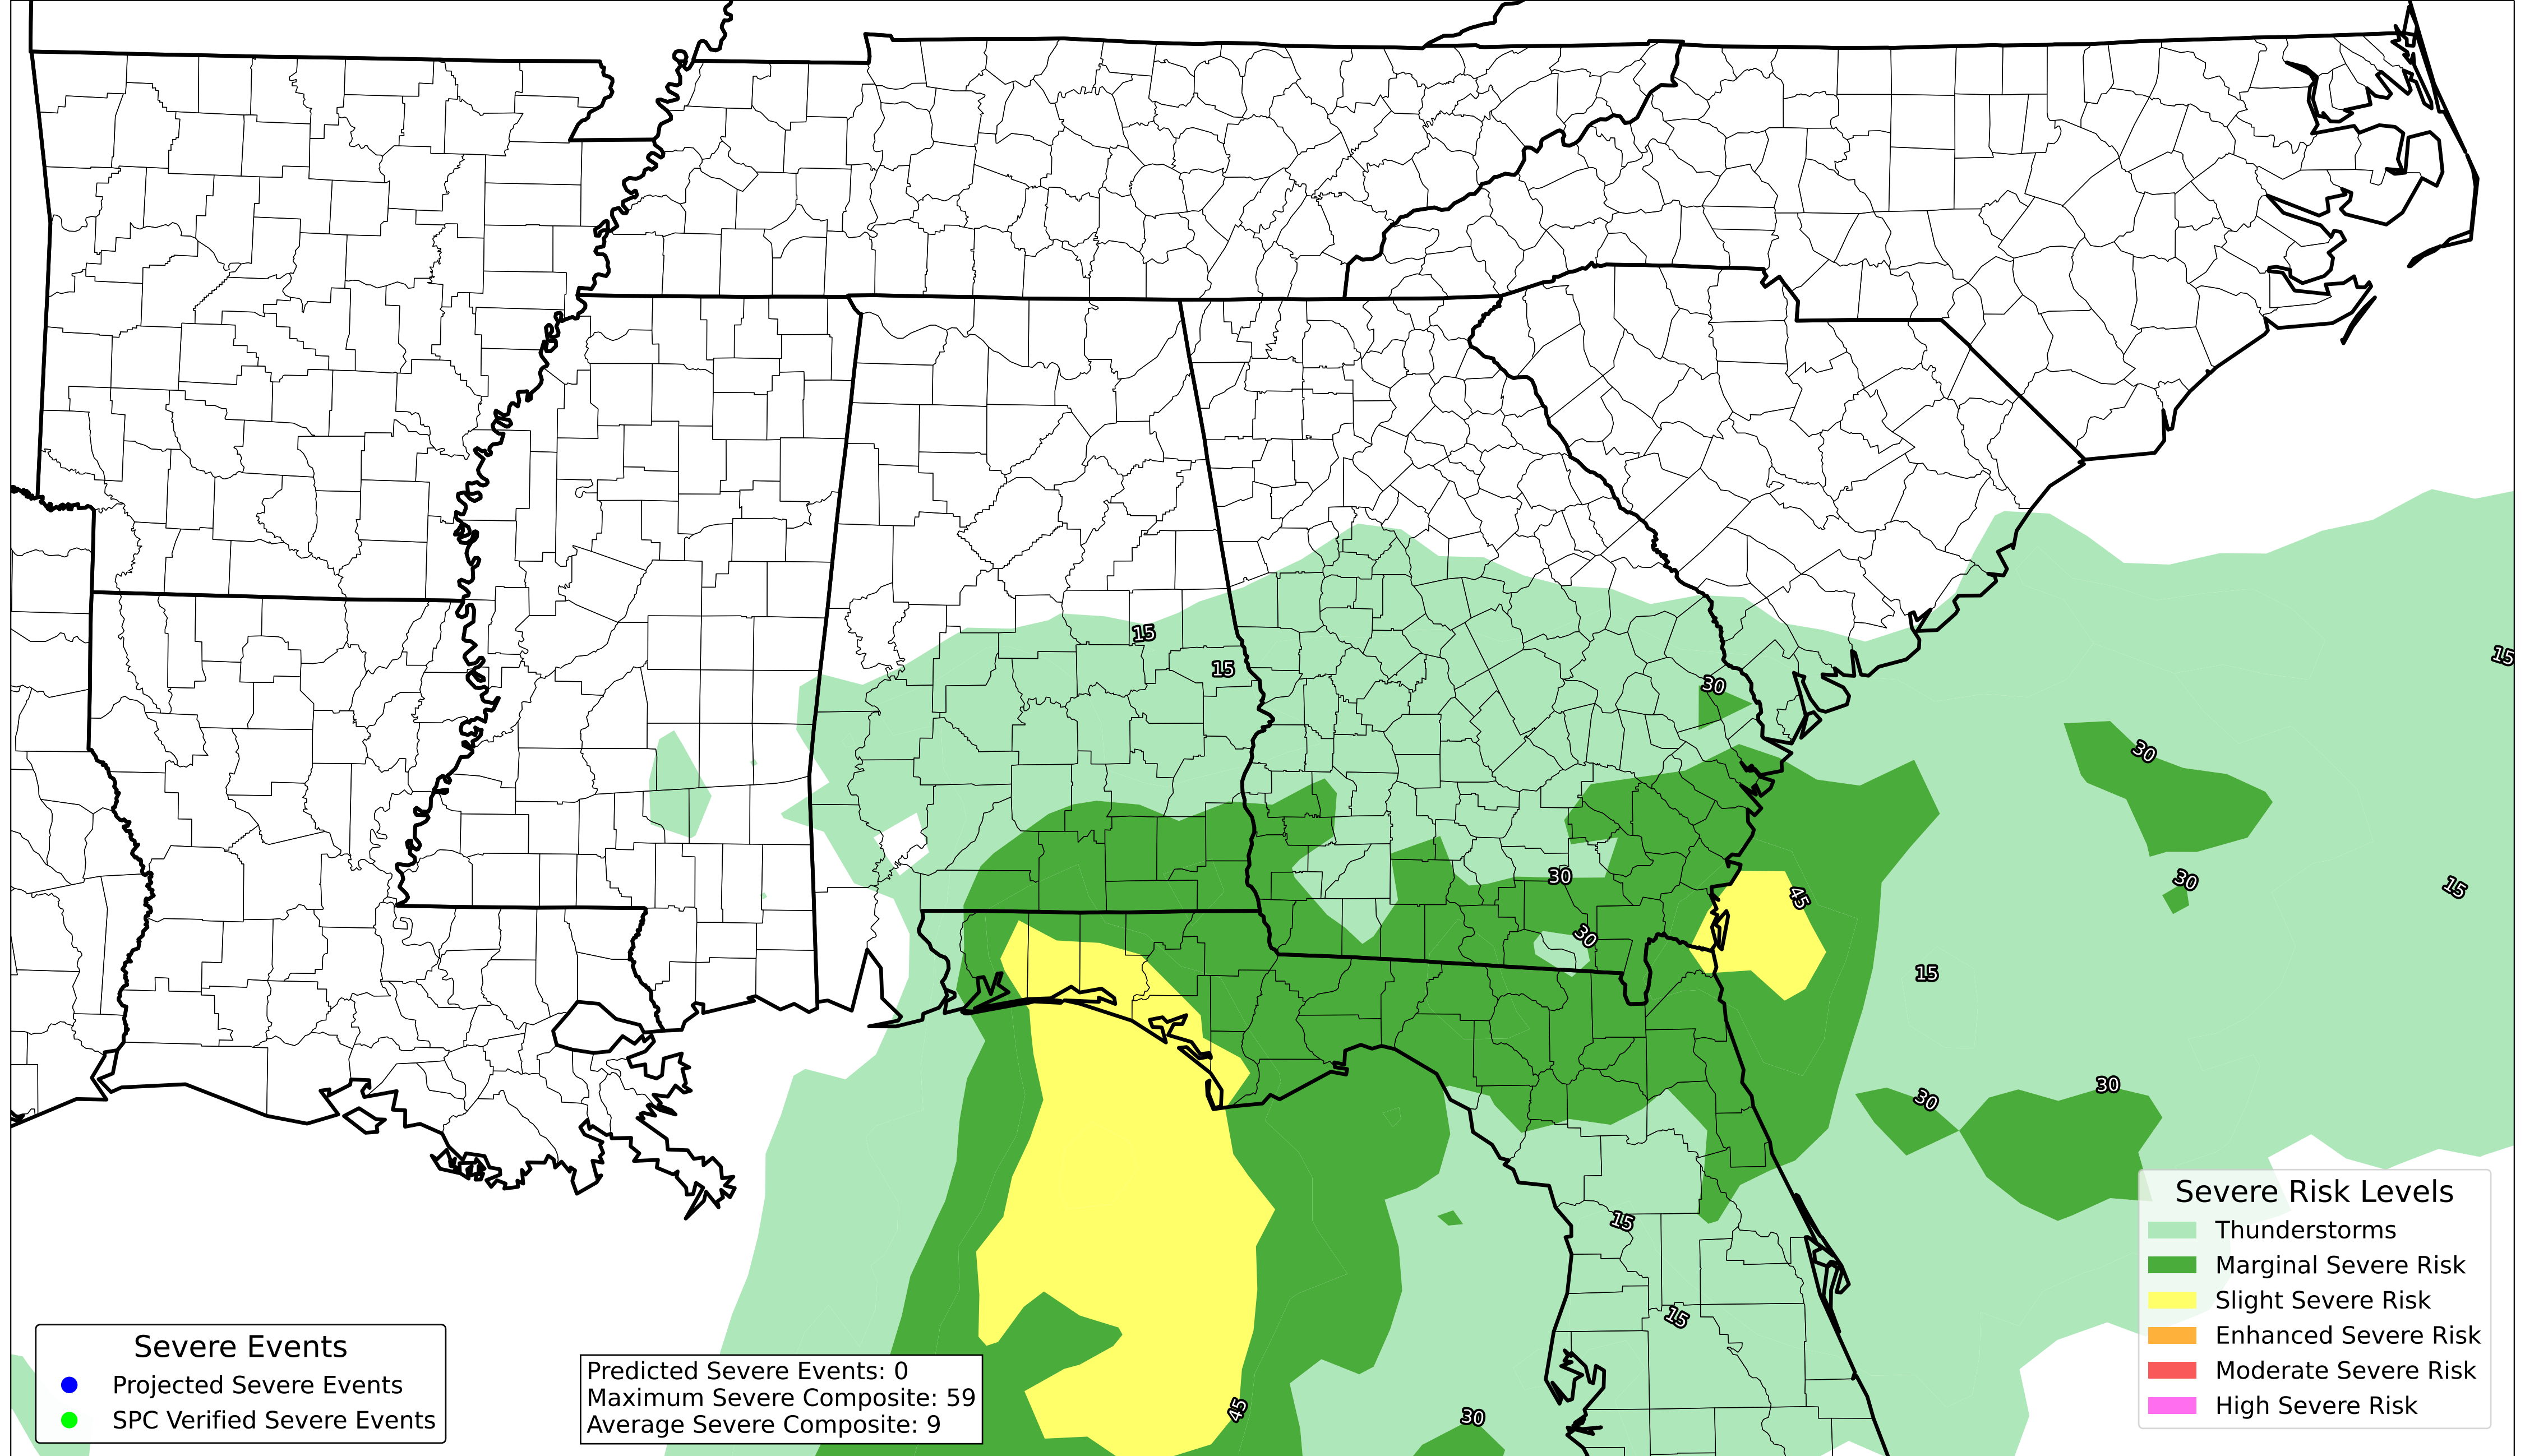 15
15
15
30
30
45
30
15
30
30
15
30
30
15
15
45
30
Severe Risk Levels
Thunderstorms
Marginal Severe Risk
Slight Severe Risk
Enhanced Severe Risk
Moderate Severe Risk
High Severe Risk
Severe Events
Projected Severe Events
SPC Verified Severe Events
Predicted Severe Events: 0
Maximum Severe Composite: 59
Average Severe Composite: 9